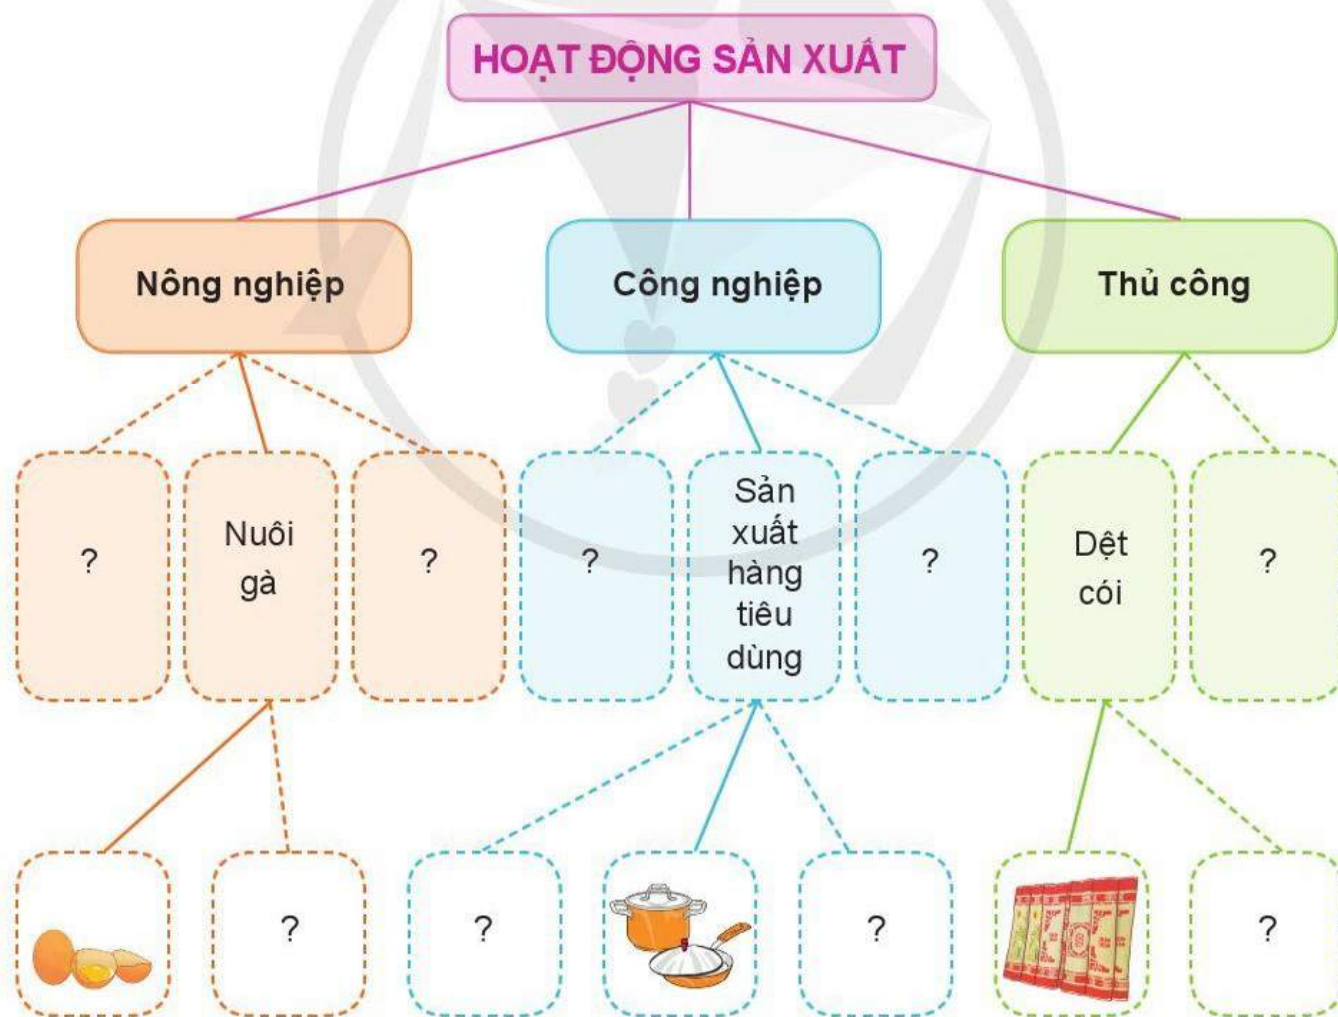 HOẠT ĐỘNG SẢN XUẤT
Nông nghiệp
Công nghiệp
Thủ công
?
Nuôi
gà
?
?
Sản
xuất
hàng
tiêu
dùng
?
Dệt
cói
?
?
?
?
?